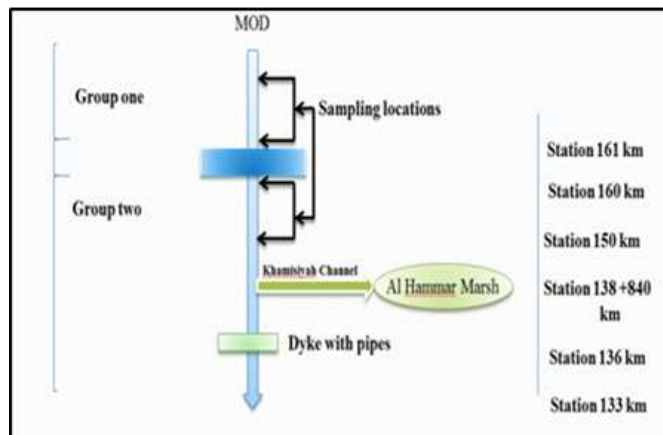 MOD
Group one
Sampling locations
Group two
Khamisiyah Channel
Al Hammar Marsh
Dyke with pipes
Station 161 km
Station 160 km
Station 150 km
Station 138 +840
km
Station 136 km
Station 133 km